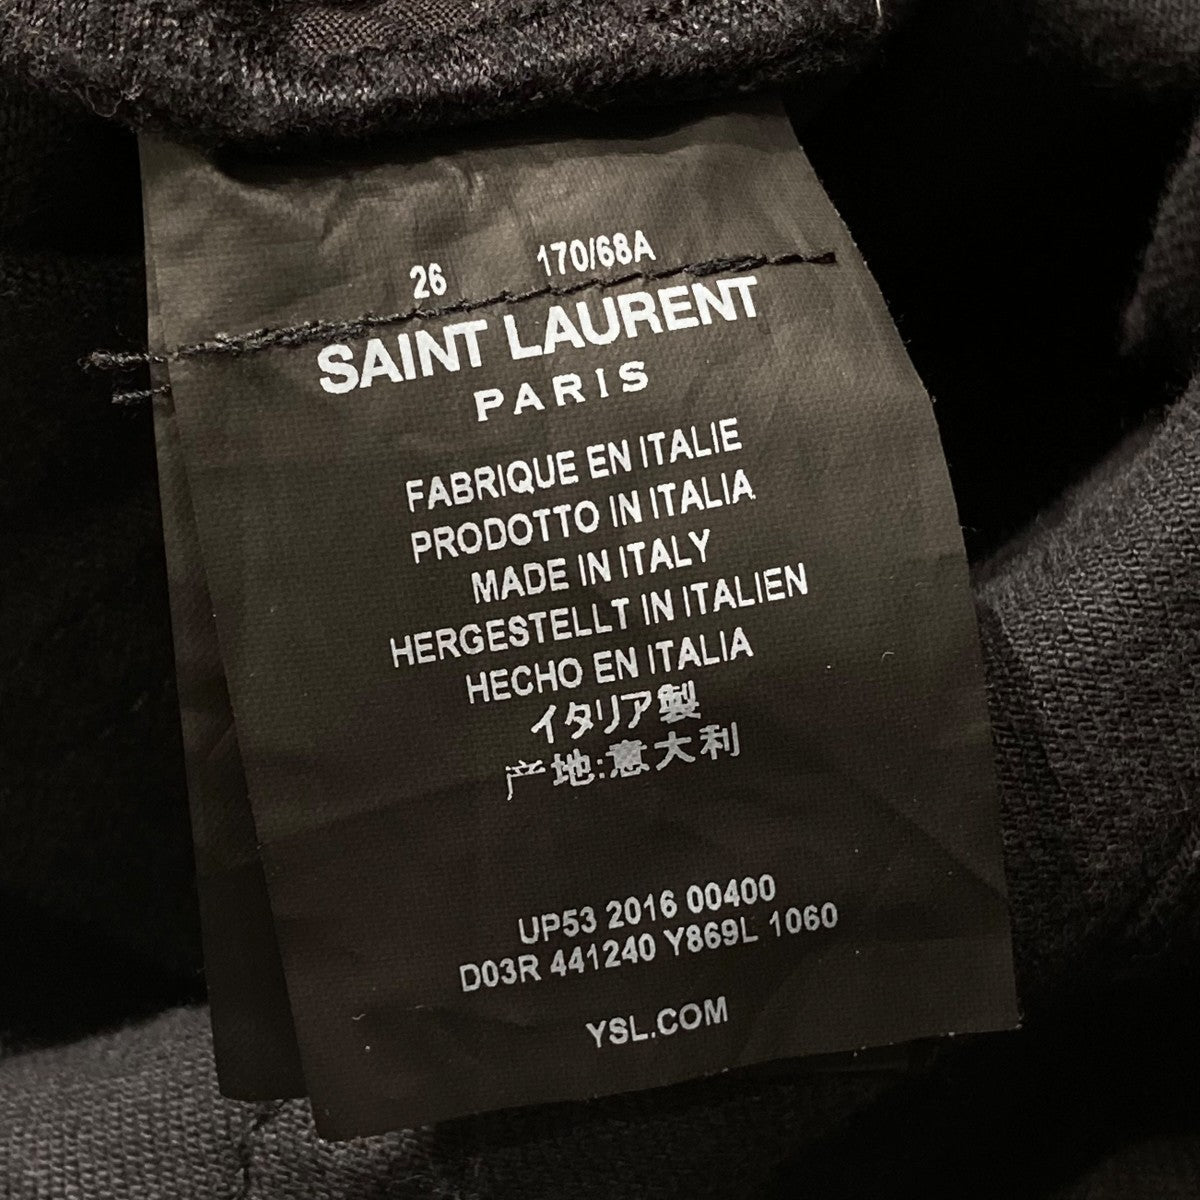 26 170/68A
SAINT LAURENT
PARIS
FABRIQUE EN ITALIE
PRODOTTO IN ITALIA
MADE IN ITALY
HERGESTELLT IN ITALIEN
HECHO EN ITALIA
イタリア製
产地:意大利
UP53 2016 00400
D03R 441240 Y869L 1060
YSL.COM